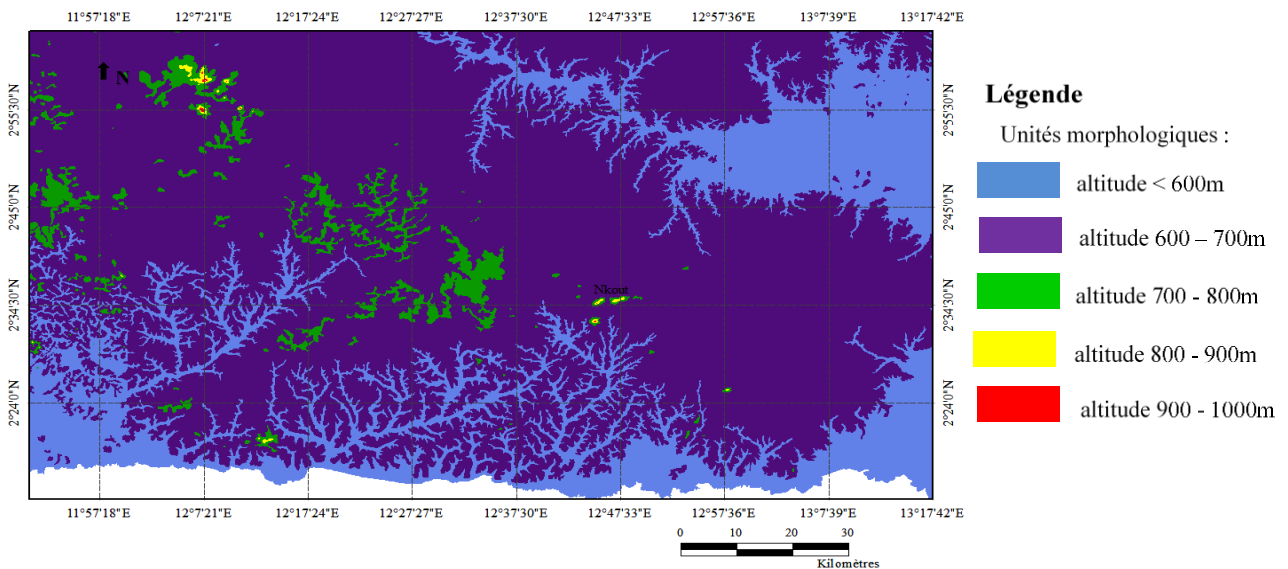 11°57'18"E 12°7'21"E 12°17'24"E 12°27'27"E 12°37'30"E 12°47'33"E 12°57'36"E 13°7'39"E 13°17'42"E
N
2°55'30"N 2°55'30"N
2°45'0"N 2°45'0"N
Nkout
2°34'30"N 2°34'30"N
2°24'0"N 2°24'0"N
11°57'18"E 12°7'21"E 12°17'24"E 12°27'27"E 12°37'30"E 12°47'33"E 12°57'36"E 13°7'39"E 13°17'42"E
0 10 20 30
Kilomètres
Légende
Unités morphologiques :
altitude < 600m
altitude 600 – 700m
altitude 700 - 800m
altitude 800 - 900m
altitude 900 - 1000m